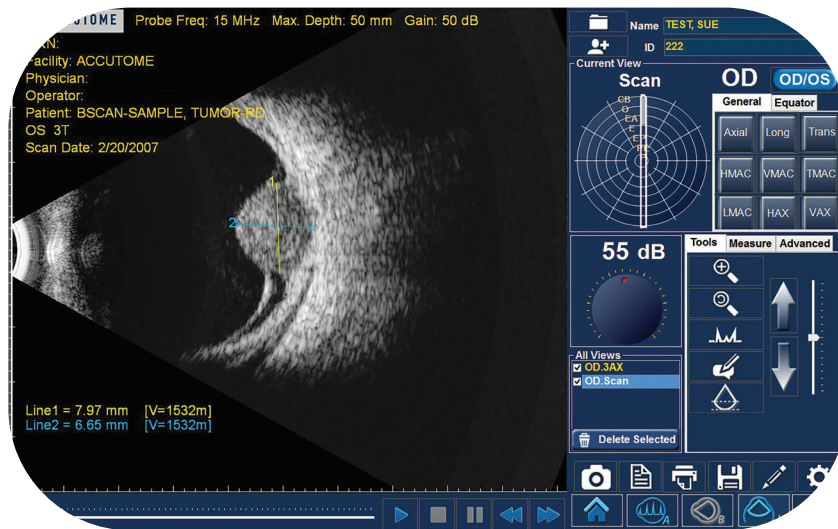 UTOME
Probe Freq: 15 MHz Max. Depth: 50 mm Gain: 50 dB
Facility: ACCUTOME
Physician:
Operator:
Patient: BSCAN-SAMPLE, TUMOR-RD
OS 3T
Scan Date: 2/20/2007
1
2
Line1 = 7.97 mm [V=1532m]
Line2 = 6.65 mm [V=1532m]
Name TEST, SUE
ID 222
Current View
Scan
OD
OD/OS
General Equator
CB
O
EA
E
Axial Long Trans
HMAC VMAC TMAC
LMAC HAX VAX
55 dB
Tools Measure Advanced
All Views
OD.3AX
OD.Scan
Delete Selected
A
B